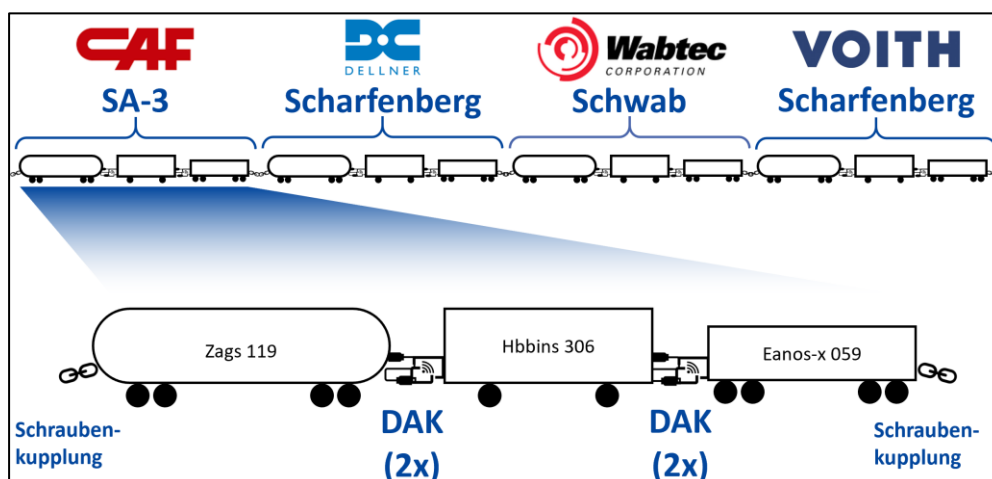 CAF
DELLNER
Wabtec
CORPORATION
VOITH
SA-3
Scharfenberg
Schwab
Scharfenberg
Zags 119
Hbbins 306
Eanos-x 059
Schrauben-
kupplung
DAK
(2x)
DAK
(2x)
Schrauben-
kupplung